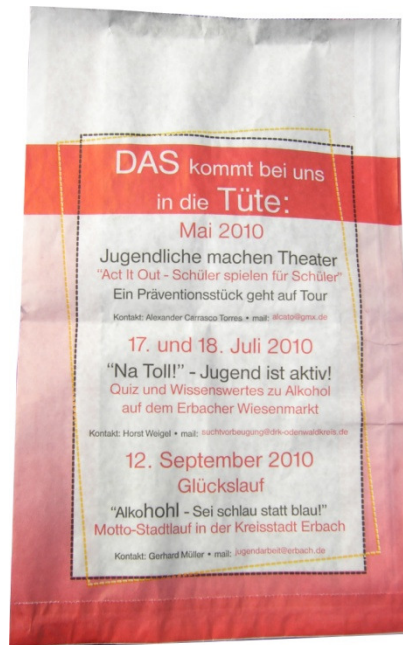 DAS kommt bei uns
in die Tüte:
Mai 2010
Jugendliche machen Theater
"Act It Out - Schüler spielen für Schüler"
Ein Präventionsstück geht auf Tour
Kontakt: Alexander Carrasco Torres • mail: alcato@gmx.de
17. und 18. Juli 2010
"Na Toll!" - Jugend ist aktiv!
Quiz und Wissenswertes zu Alkohol
auf dem Erbacher Wiesenmarkt
Kontakt: Horst Weigel • mail: suchtvorbeugung@drk-odenwaldkreis.de
12. September 2010
Glückslauf
"Alkohohl - Sei schlau statt blau!"
Motto-Stadtlauf in der Kreisstadt Erbach
Kontakt: Gerhard Müller • mail: jugendarbeit@erbach.de